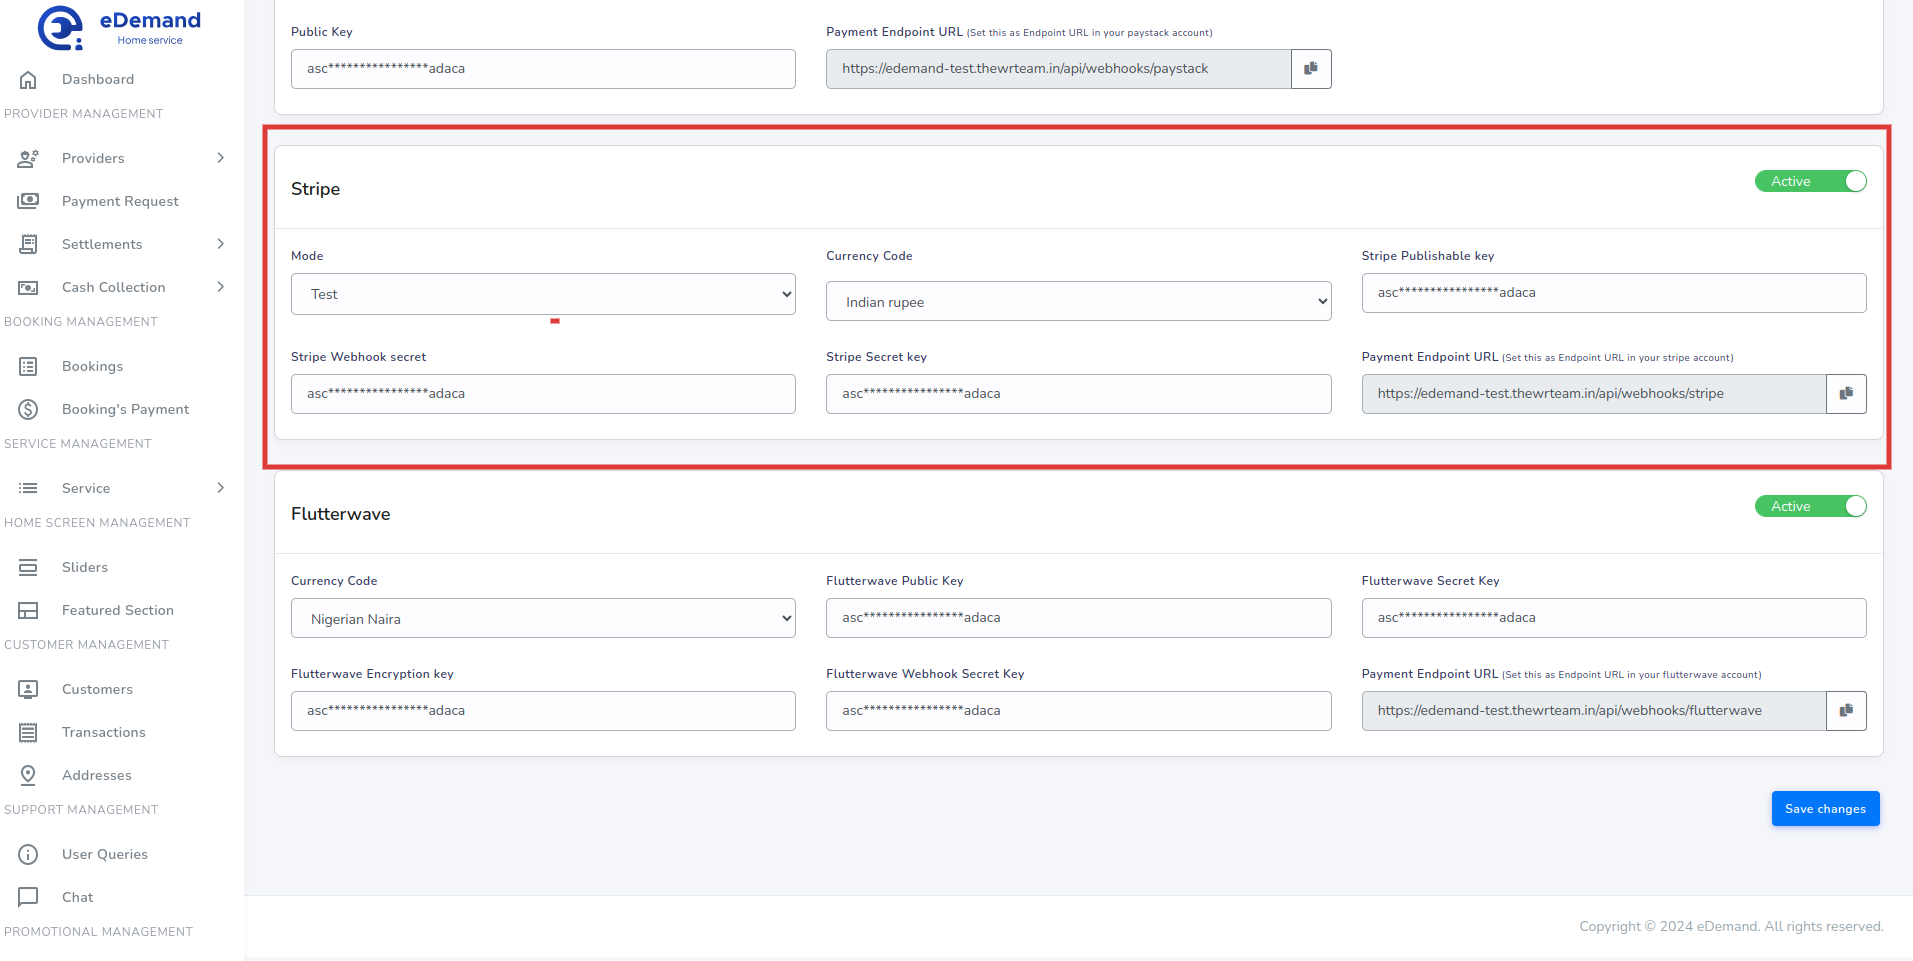 eDemand
Home service
Dashboard
PROVIDER MANAGEMENT
Providers
Payment Request
Settlements
Cash Collection
BOOKING MANAGEMENT
Bookings
Booking's Payment
SERVICE MANAGEMENT
Service
HOME SCREEN MANAGEMENT
Sliders
Featured Section
CUSTOMER MANAGEMENT
Customers
Transactions
Addresses
SUPPORT MANAGEMENT
User Queries
Chat
PROMOTIONAL MANAGEMENT
Public Key
asc****************adaca
Payment Endpoint URL (Set this as Endpoint URL in your paystack account)
https://edemand-test.thewrteam.in/api/webhooks/paystack
Stripe
Active
Mode
Test
Currency Code
Indian rupee
Stripe Publishable key
asc****************adaca
Stripe Webhook secret
asc****************adaca
Stripe Secret key
asc****************adaca
Payment Endpoint URL (Set this as Endpoint URL in your stripe account)
https://edemand-test.thewrteam.in/api/webhooks/stripe
Flutterwave
Active
Currency Code
Nigerian Naira
Flutterwave Public Key
asc****************adaca
Flutterwave Secret Key
asc****************adaca
Flutterwave Encryption key
asc****************adaca
Flutterwave Webhook Secret Key
asc****************adaca
Payment Endpoint URL (Set this as Endpoint URL in your flutterwave account)
https://edemand-test.thewrteam.in/api/webhooks/flutterwave
Save changes
Copyright © 2024 eDemand. All rights reserved.